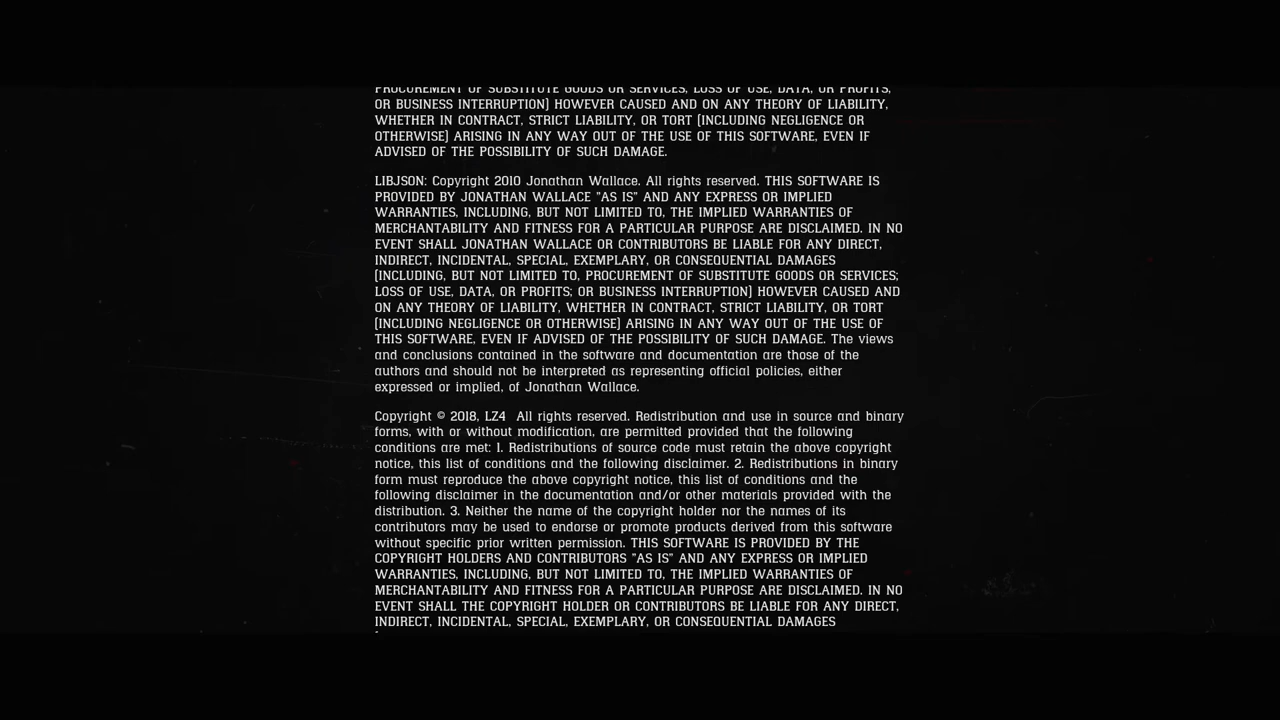 PROCUREMENT OF SUBSTITUTE GOODS OR SERVICES, LOSS OF USE, DATA, OR PROFITS,
OR BUSINESS INTERRUPTION) HOWEVER CAUSED AND ON ANY THEORY OF LIABILITY,
WHETHER IN CONTRACT, STRICT LIABILITY, OR TORT (INCLUDING NEGLIGENCE OR
OTHERWISE) ARISING IN ANY WAY OUT OF THE USE OF THIS SOFTWARE, EVEN IF
ADVISED OF THE POSSIBILITY OF SUCH DAMAGE.
LIBJSON: Copyright 2010 Jonathan Wallace. All rights reserved. THIS SOFTWARE IS
PROVIDED BY JONATHAN WALLACE "AS IS" AND ANY EXPRESS OR IMPLIED
WARRANTIES, INCLUDING, BUT NOT LIMITED TO, THE IMPLIED WARRANTIES OF
MERCHANTABILITY AND FITNESS FOR A PARTICULAR PURPOSE ARE DISCLAIMED. IN NO
EVENT SHALL JONATHAN WALLACE OR CONTRIBUTORS BE LIABLE FOR ANY DIRECT,
INDIRECT, INCIDENTAL, SPECIAL, EXEMPLARY, OR CONSEQUENTIAL DAMAGES
(INCLUDING, BUT NOT LIMITED TO, PROCUREMENT OF SUBSTITUTE GOODS OR SERVICES;
LOSS OF USE, DATA, OR PROFITS; OR BUSINESS INTERRUPTION) HOWEVER CAUSED AND
ON ANY THEORY OF LIABILITY, WHETHER IN CONTRACT, STRICT LIABILITY, OR TORT
(INCLUDING NEGLIGENCE OR OTHERWISE) ARISING IN ANY WAY OUT OF THE USE OF
THIS SOFTWARE, EVEN IF ADVISED OF THE POSSIBILITY OF SUCH DAMAGE. The views
and conclusions contained in the software and documentation are those of the
authors and should not be interpreted as representing official policies, either
expressed or implied, of Jonathan Wallace.
Copyright © 2018, LZ4 All rights reserved. Redistribution and use in source and binary
forms, with or without modification, are permitted provided that the following
conditions are met: 1. Redistributions of source code must retain the above copyright
notice, this list of conditions and the following disclaimer. 2. Redistributions in binary
form must reproduce the above copyright notice, this list of conditions and the
following disclaimer in the documentation and/or other materials provided with the
distribution. 3. Neither the name of the copyright holder nor the names of its
contributors may be used to endorse or promote products derived from this software
without specific prior written permission. THIS SOFTWARE IS PROVIDED BY THE
COPYRIGHT HOLDERS AND CONTRIBUTORS "AS IS" AND ANY EXPRESS OR IMPLIED
WARRANTIES, INCLUDING, BUT NOT LIMITED TO, THE IMPLIED WARRANTIES OF
MERCHANTABILITY AND FITNESS FOR A PARTICULAR PURPOSE ARE DISCLAIMED. IN NO
EVENT SHALL THE COPYRIGHT HOLDER OR CONTRIBUTORS BE LIABLE FOR ANY DIRECT,
INDIRECT, INCIDENTAL, SPECIAL, EXEMPLARY, OR CONSEQUENTIAL DAMAGES